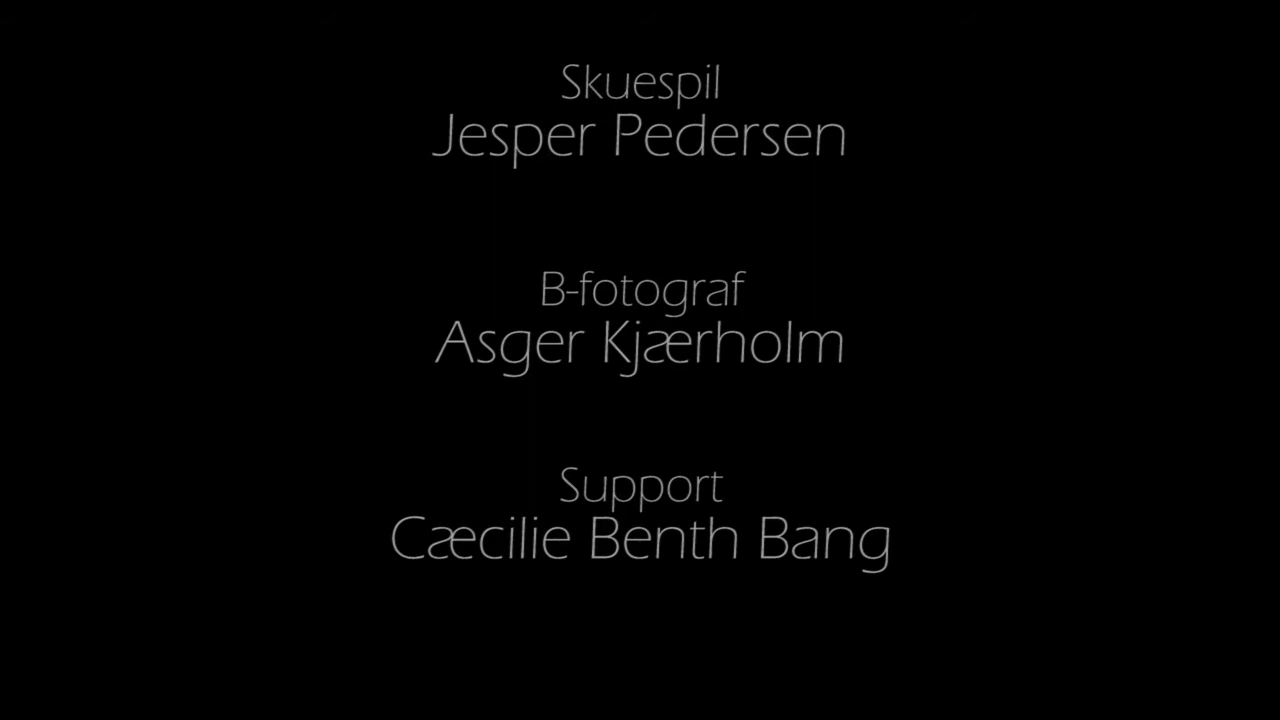 Skuespil
Jesper Pedersen
B-fotograf
Asger Kjærholm
Support
Cæcilie Benth Bang